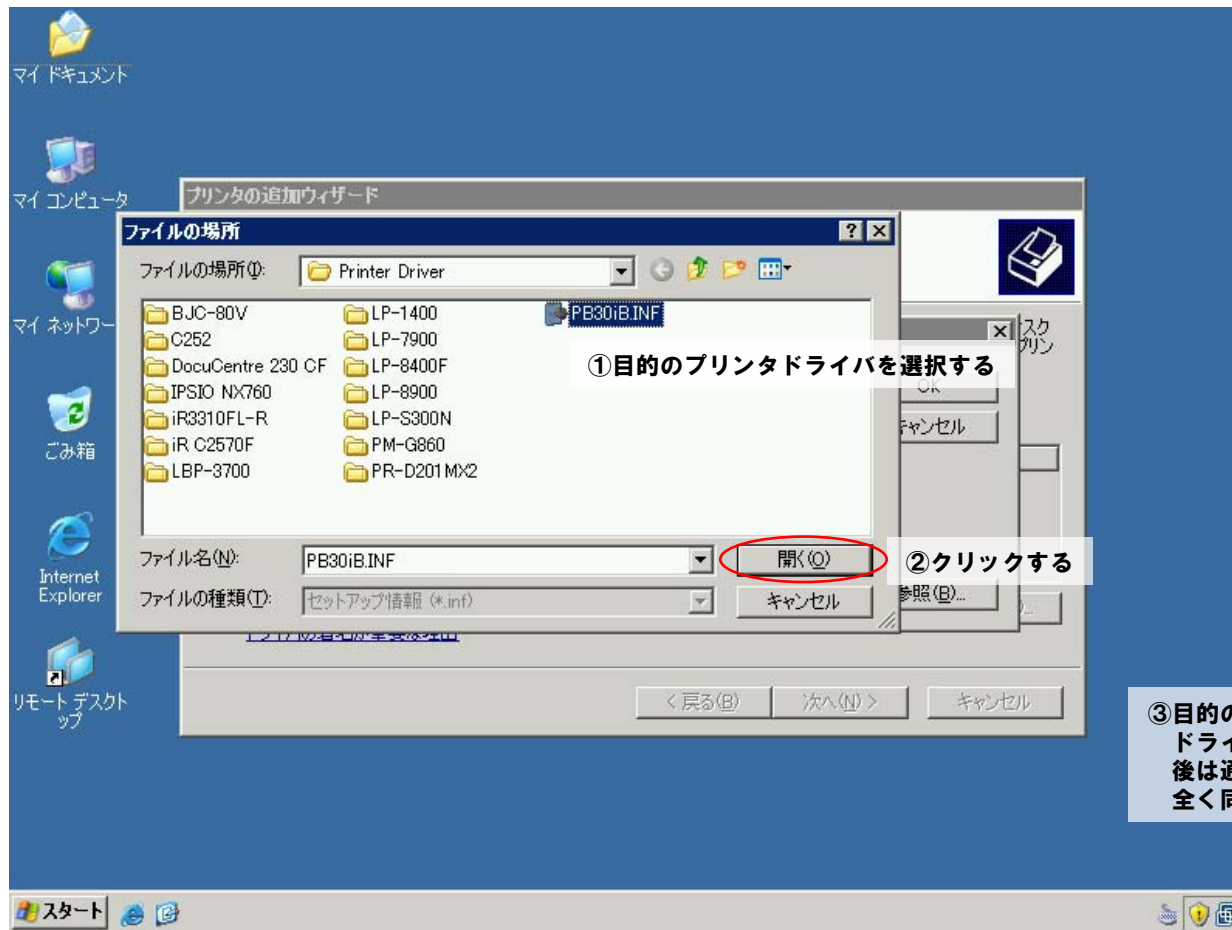 マイ ドキュメント
マイ コンピュータ
マイ ネットワー
ごみ箱
Internet
Explorer
リモート デスクト
ップ
プリンタの追加ウィザード
ファイルの場所
ファイルの場所(I):
Printer Driver
BJC-80V
C252
DocuCentre 230 CF
IPSIO NX760
iR3310FL-R
iR C2570F
LBP-3700
LP-1400
LP-7900
LP-8400F
LP-8900
LP-S300N
PM-G860
PR-D201MX2
PB30iB.INF
①目的のプリンタドライバを選択する
スク
プリン
OK
キャンセル
ファイル名(N):
PB30iB.INF
開く(O)
②クリックする
ファイルの種類(T):
セットアップ情報 (*.inf)
キャンセル
参照(B)...
< 戻る(B)
次へ(N) >
キャンセル
③目的の
ドライ
後は通
全く同
スタート